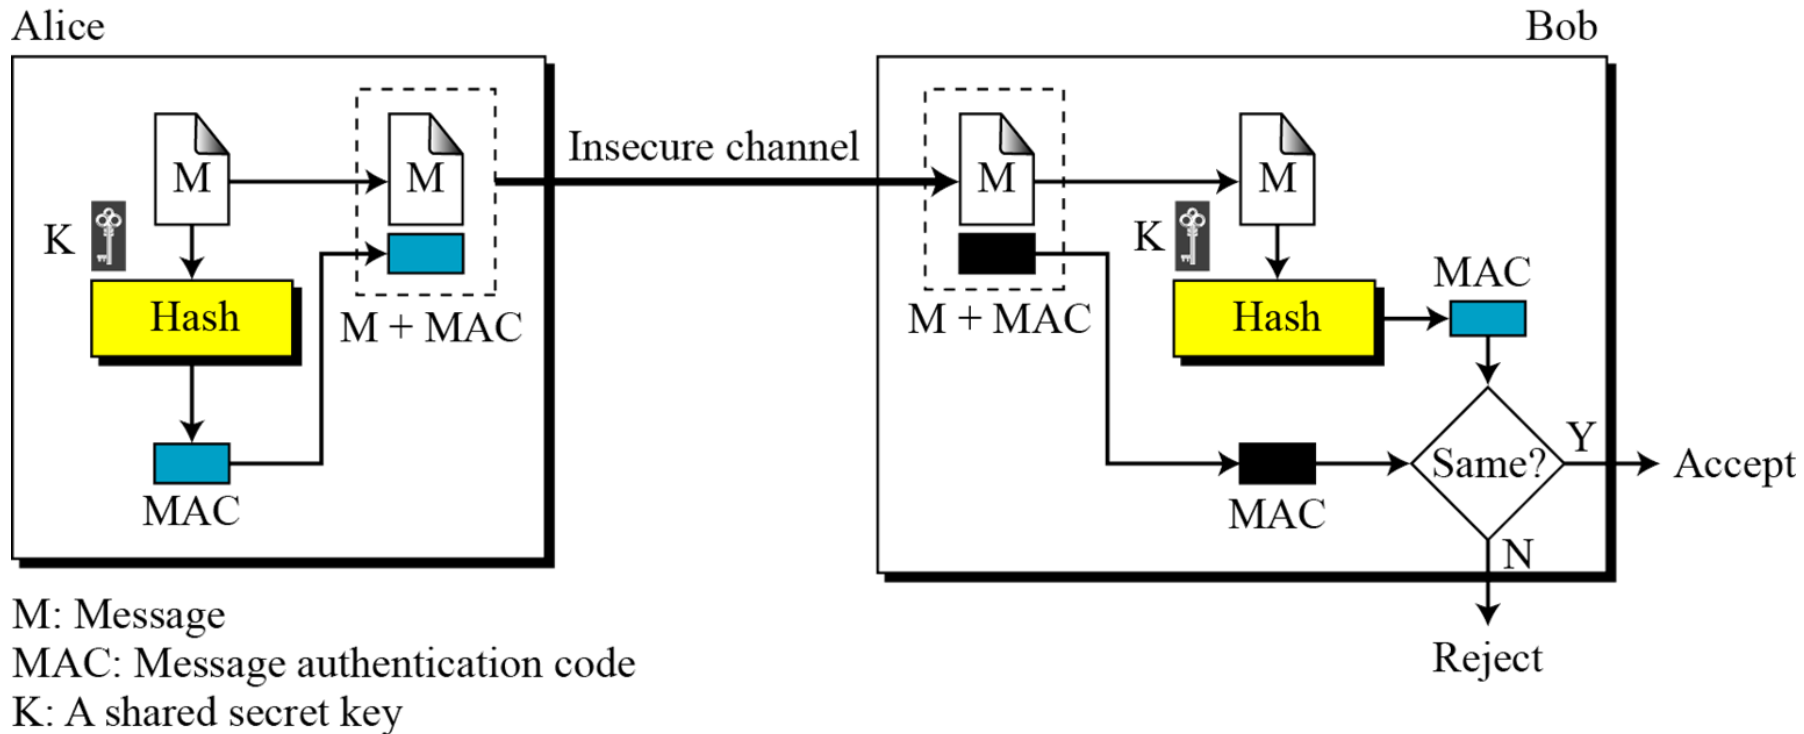 Alice
Bob
M
M
Insecure channel
M
M
K
K
Hash
M + MAC
M + MAC
Hash
MAC
MAC
MAC
Same?
Y
Accept
N
Reject
M: Message
MAC: Message authentication code
K: A shared secret key